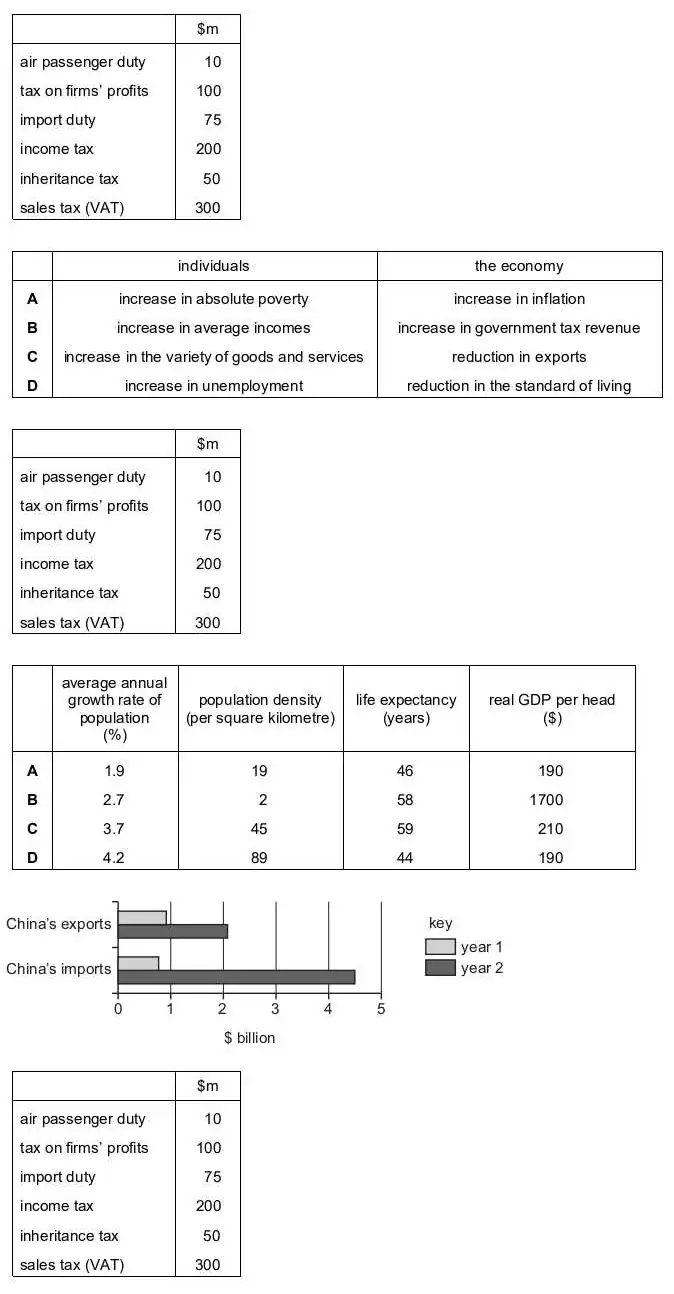 $m
air passenger duty 10
tax on firms’ profits 100
import duty 75
income tax 200
inheritance tax 50
sales tax (VAT) 300
individuals the economy
A increase in absolute poverty increase in inflation
B increase in average incomes increase in government tax revenue
C increase in the variety of goods and services reduction in exports
D increase in unemployment reduction in the standard of living
$m
air passenger duty 10
tax on firms’ profits 100
import duty 75
income tax 200
inheritance tax 50
sales tax (VAT) 300
average annual
growth rate of
population
(%)
population density
(per square kilometre)
life expectancy
(years)
real GDP per head
($)
A 1.9 19 46 190
B 2.7 2 58 1700
C 3.7 45 59 210
D 4.2 89 44 190
China’s exports
China’s imports
0 1 2 3 4 5
$ billion
key
year 1
year 2
$m
air passenger duty 10
tax on firms’ profits 100
import duty 75
income tax 200
inheritance tax 50
sales tax (VAT) 300